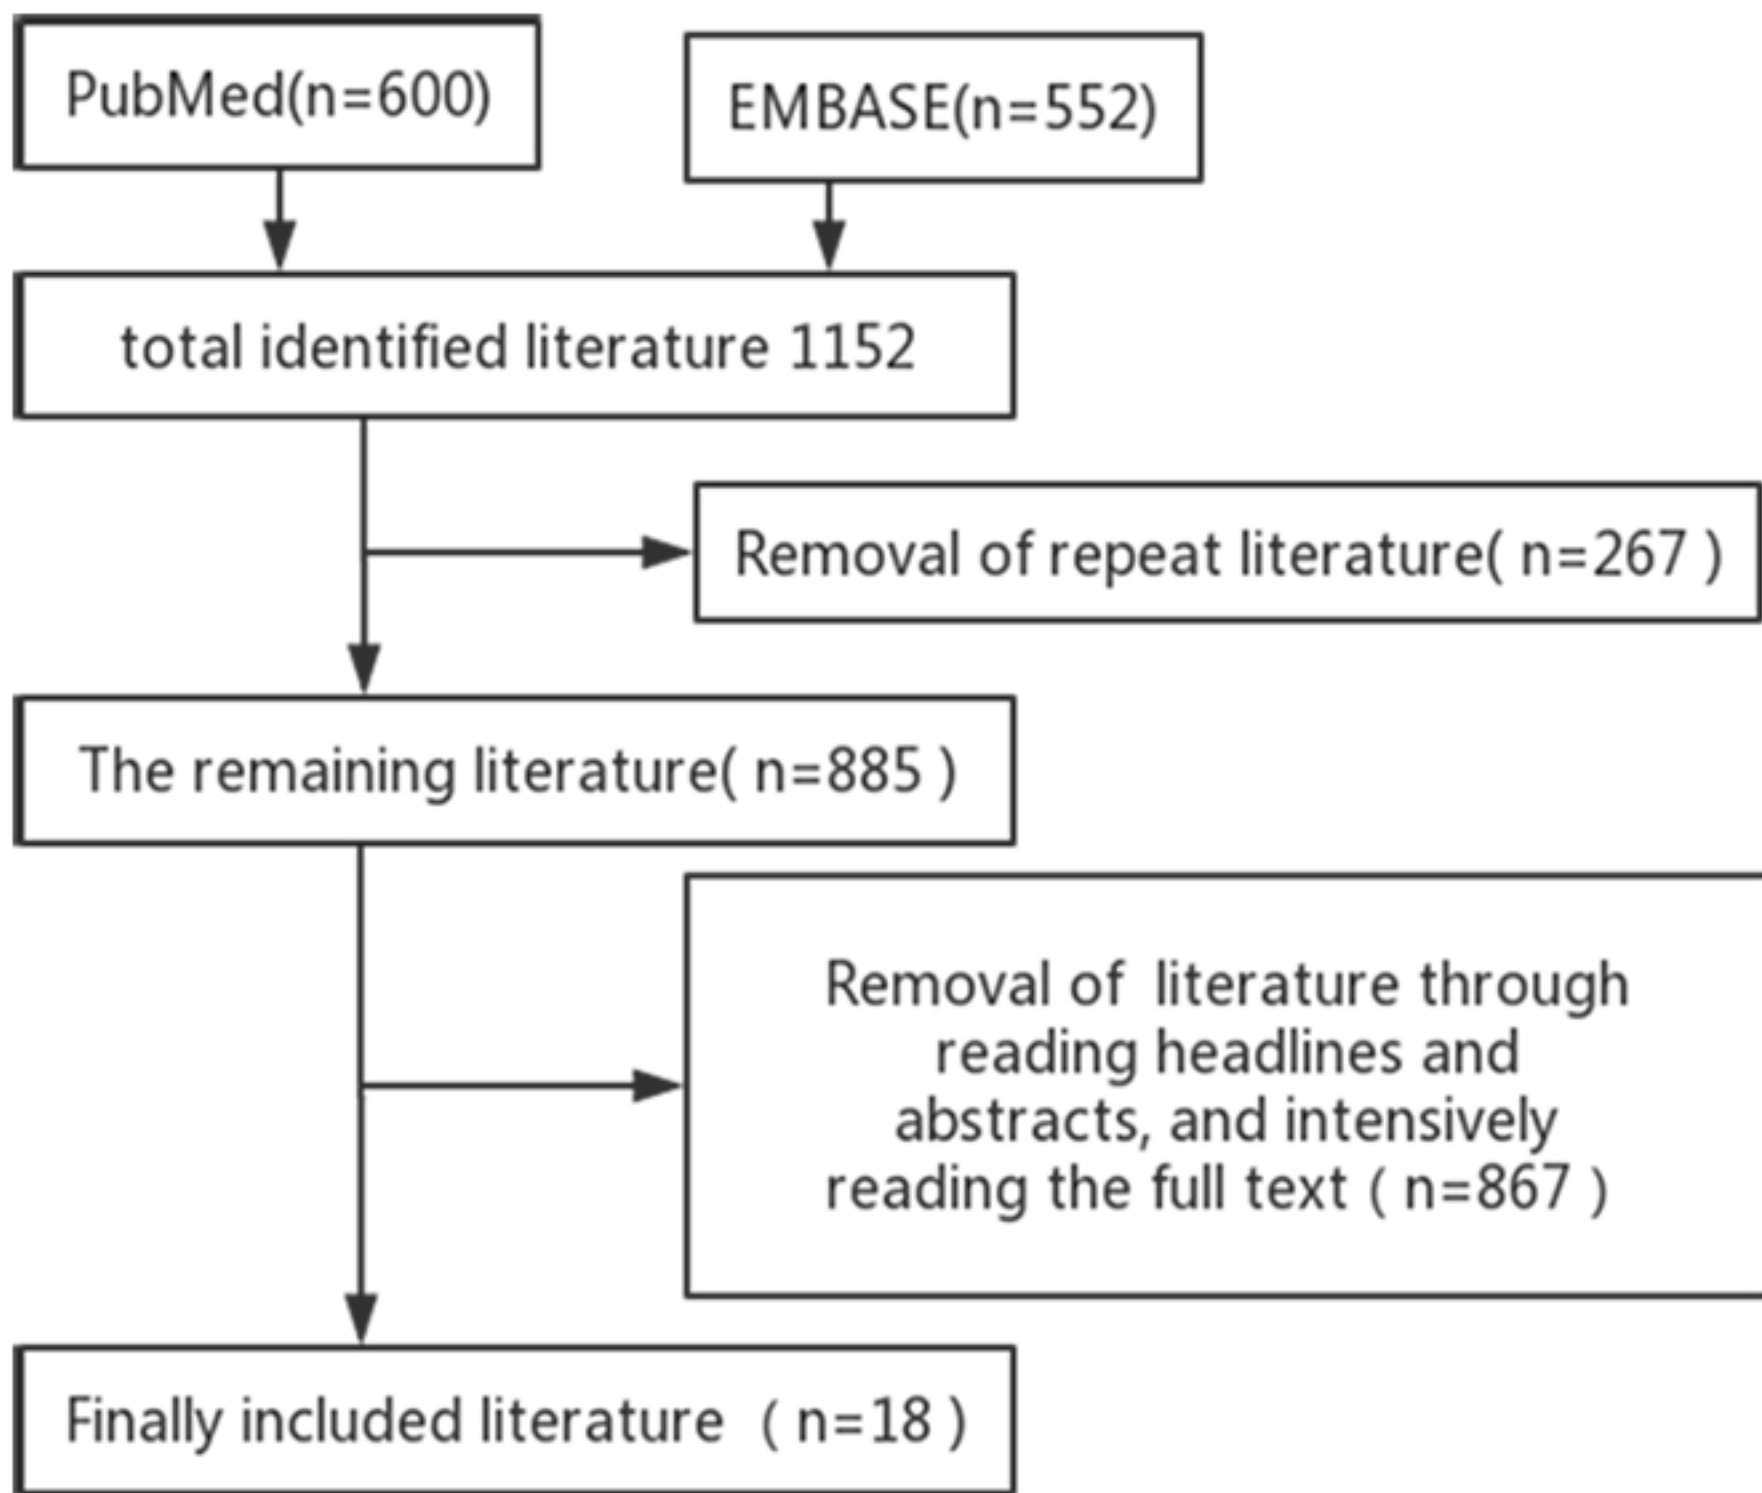 PubMed(n=600)
EMBASE(n=552)
total identified literature 1152
Removal of repeat literature( n=267 )
The remaining literature( n=885 )
Removal of  literature through
reading headlines and
abstracts, and intensively
reading the full text ( n=867 )
Finally included literature  ( n=18 )